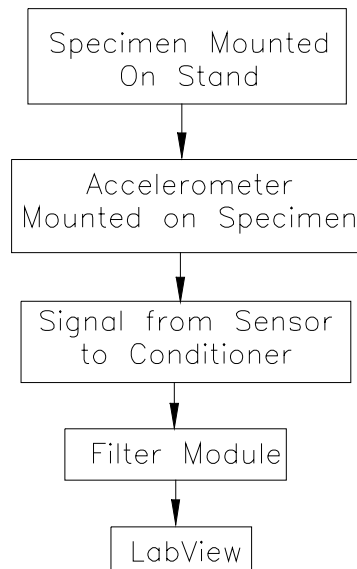 Specimen Mounted
On Stand
Accelerometer
Mounted on Specimen
Signal from Sensor
to Conditioner
Filter Module
LabView